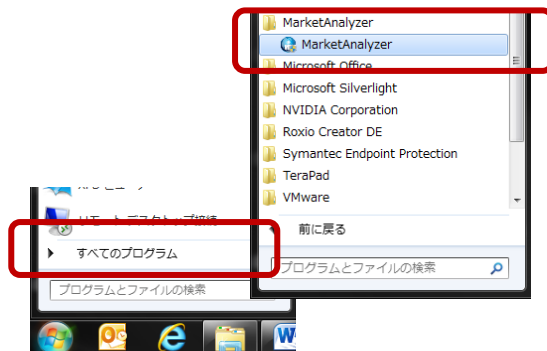 MarketAnalyzer
MarketAnalyzer
Microsoft Office
Microsoft Silverlight
NVIDIA Corporation
Roxio Creator DE
Symantec Endpoint Protection
TeraPad
VMware
前に戻る
プログラムとファイルの検索
リモート デスクトップ接続
すべてのプログラム
プログラムとファイルの検索